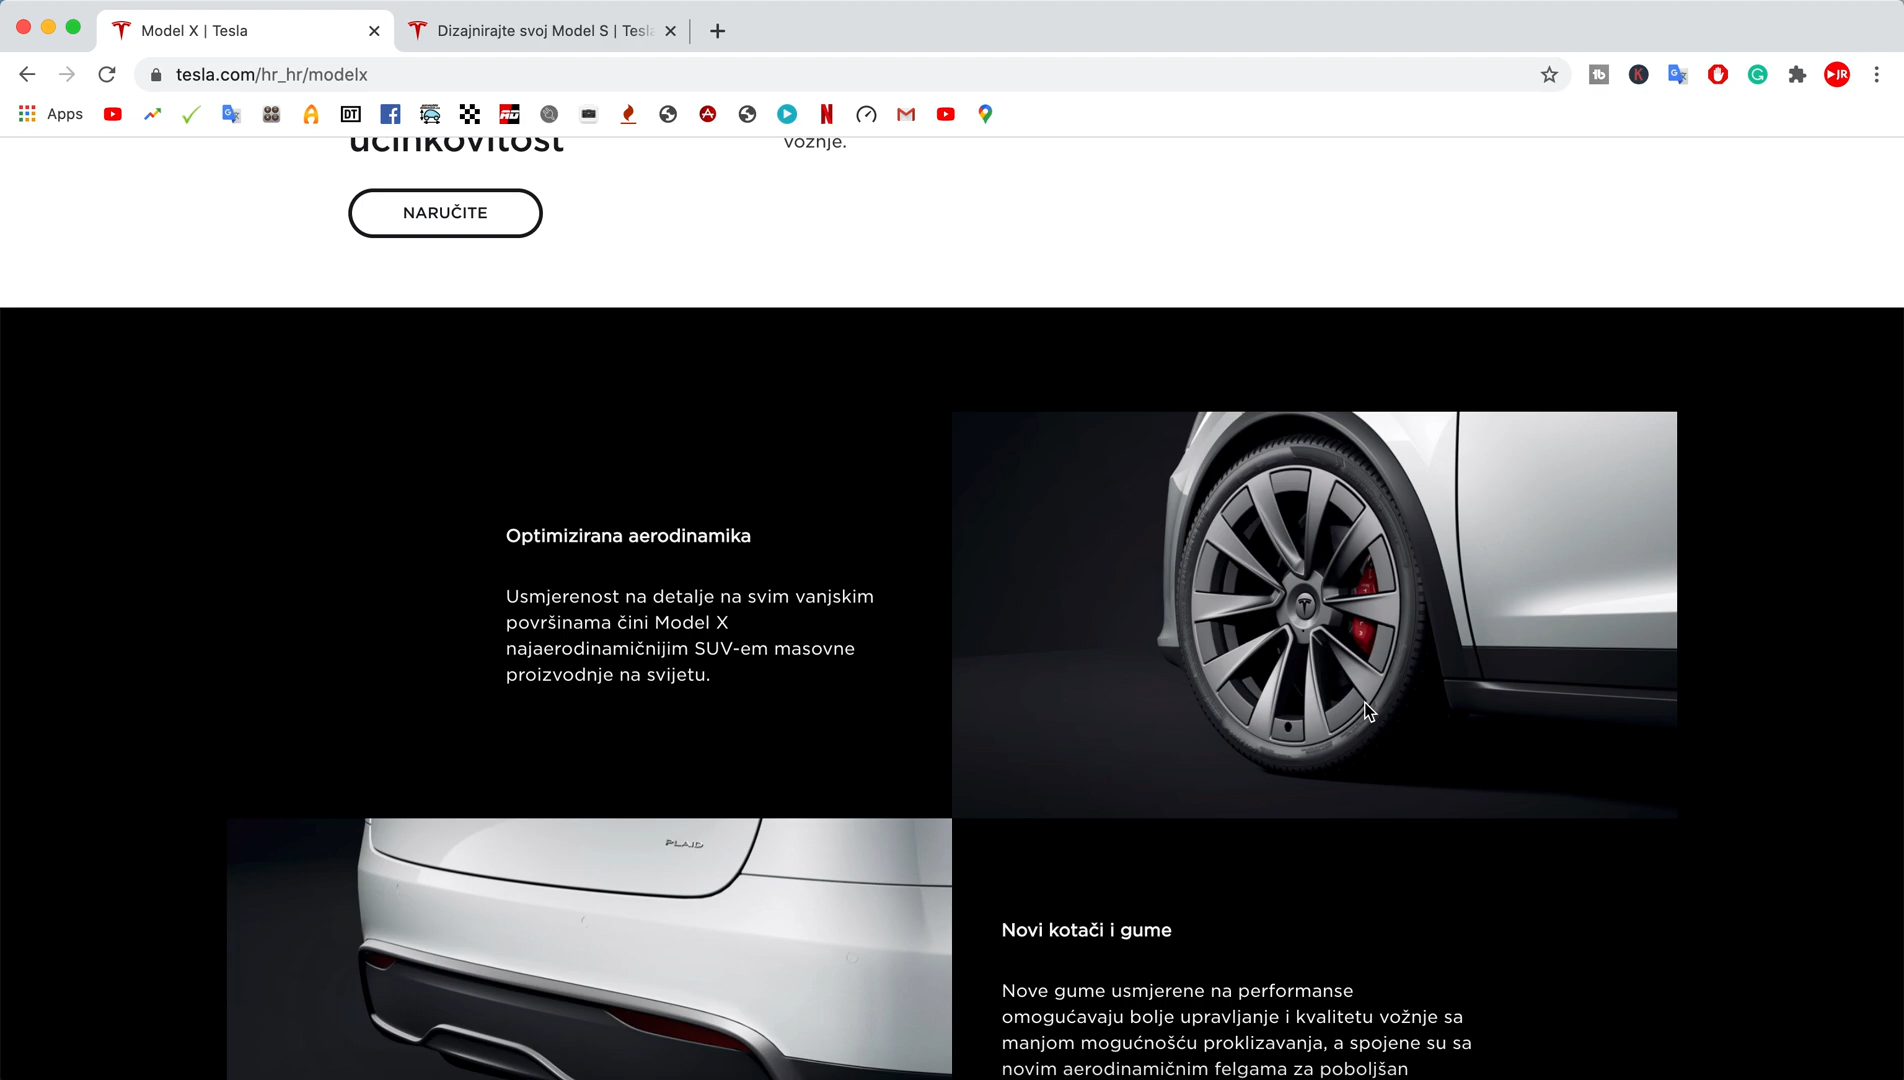 Model X | Tesla
Dizajnirajte svoj Model S | Tesla
tesla.com/hr_hr/modelx
JR
Apps
DT
učinkovitost
vožnje.
NARUČITE
Optimizirana aerodinamika
Usmjerenost na detalje na svim vanjskim
površinama čini Model X
najaerodinamičnijim SUV-em masovne
proizvodnje na svijetu.
PLAID
Novi kotači i gume
Nove gume usmjerene na performanse
omogućavaju bolje upravljanje i kvalitetu vožnje sa
manjom mogućnošću proklizavanja, a spojene su sa
novim aerodinamičnim felgama za poboljšan